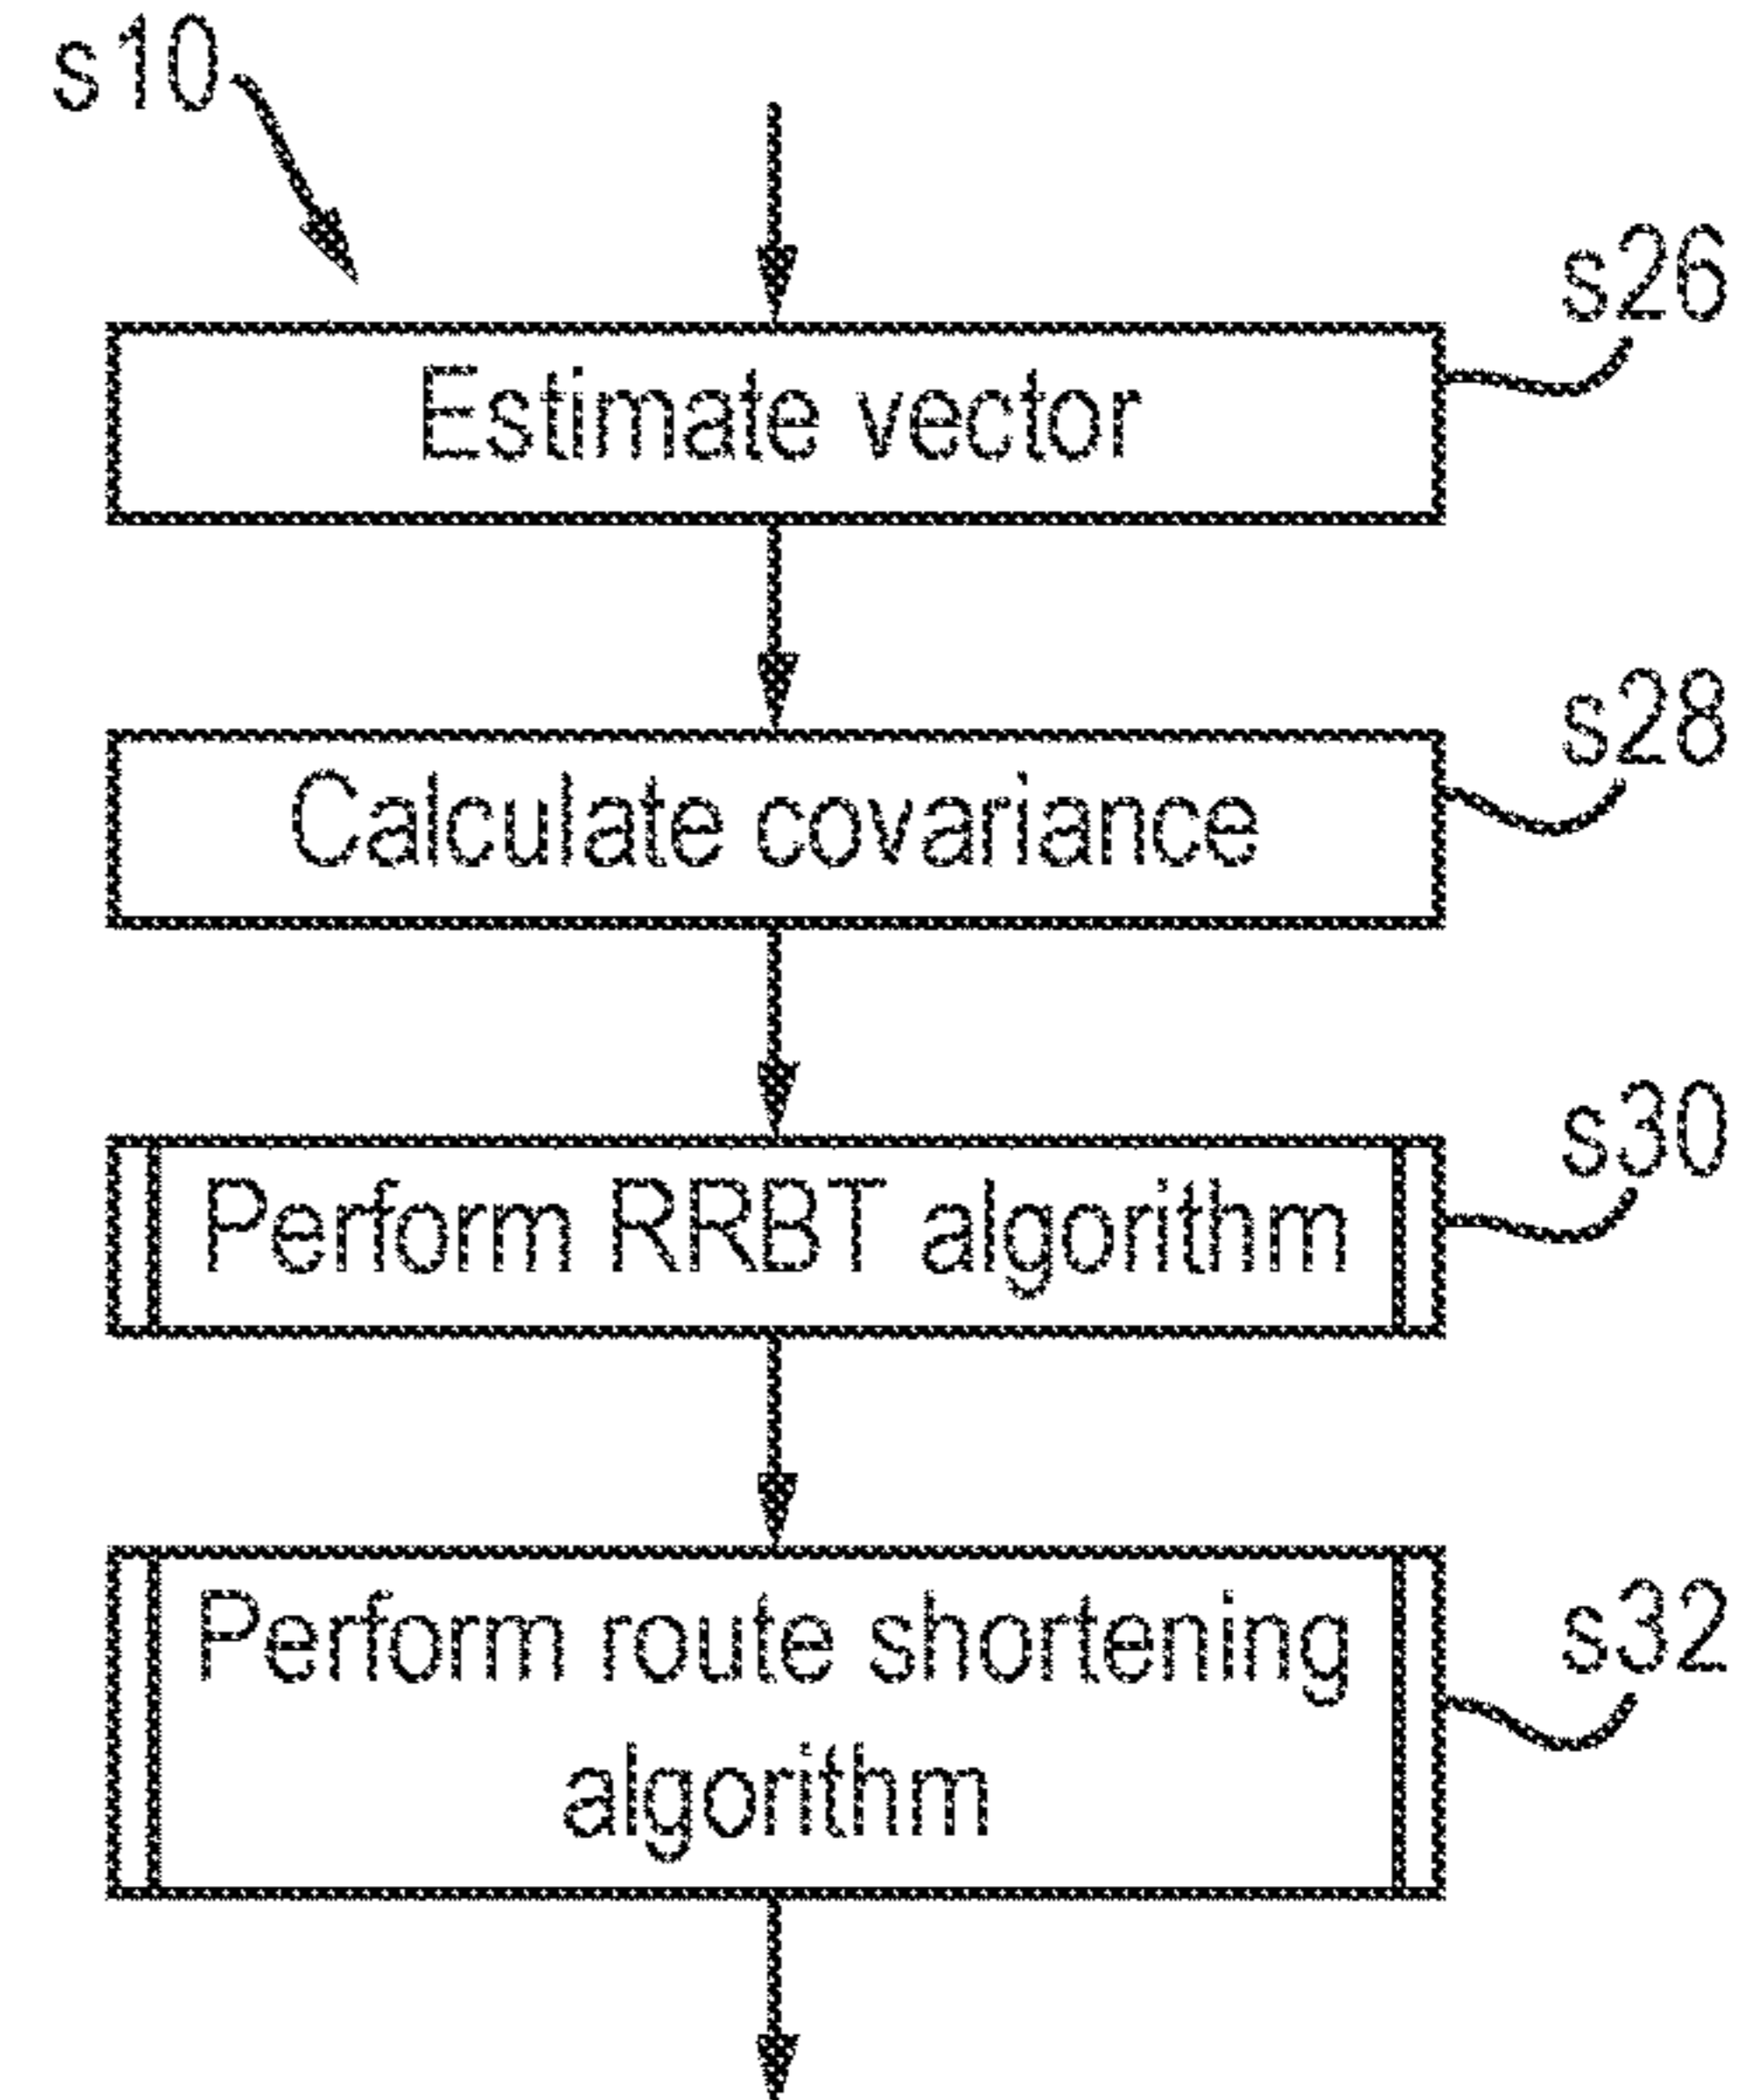 s10
s26
Estimate vector
s28
Calculate covariance
s30
Perform RRBT algorithm
Perform route shortening
s32
algorithm